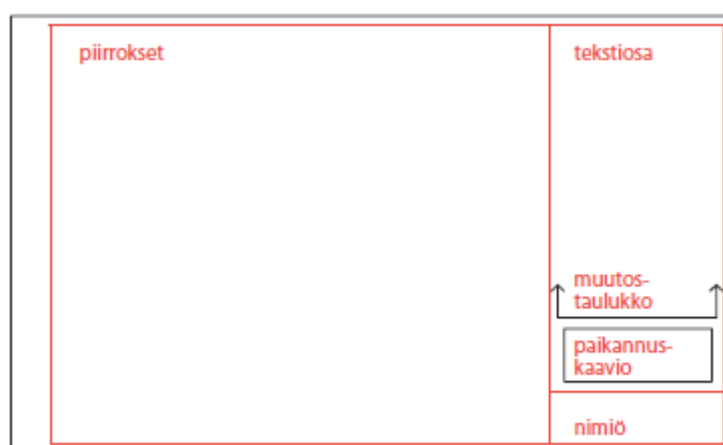 piirrokset
tekstiosa
muutos-
taulukko
paikannus-
kaavio
nimiö